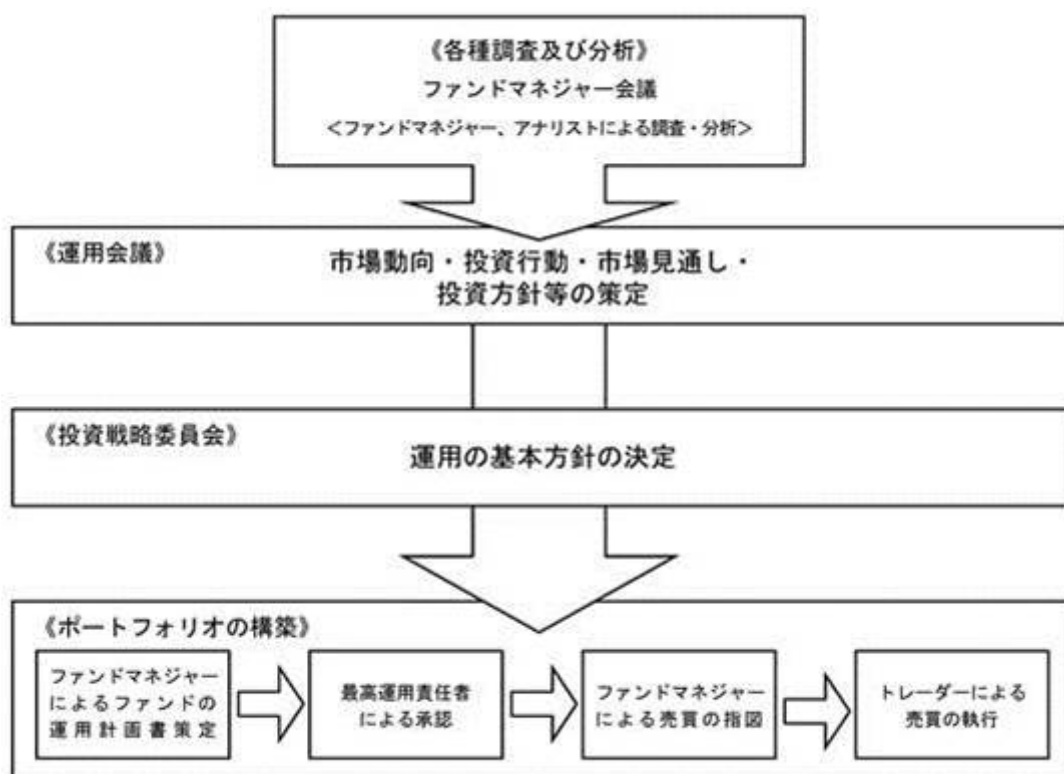 《各種調査及び分析》
ファンドマネジャー会議
<ファンドマネジャー、アナリストによる調査・分析>
《運用会議》
市場動向・投資行動・市場見通し・
投資方針等の策定
《投資戦略委員会》
運用の基本方針の決定
《ポートフォリオの構築》
ファンドマネジャー
によるファンドの
運用計画書策定
最高運用責任者
による承認
ファンドマネジャー
による売買の指図
トレーダーによる
売買の執行